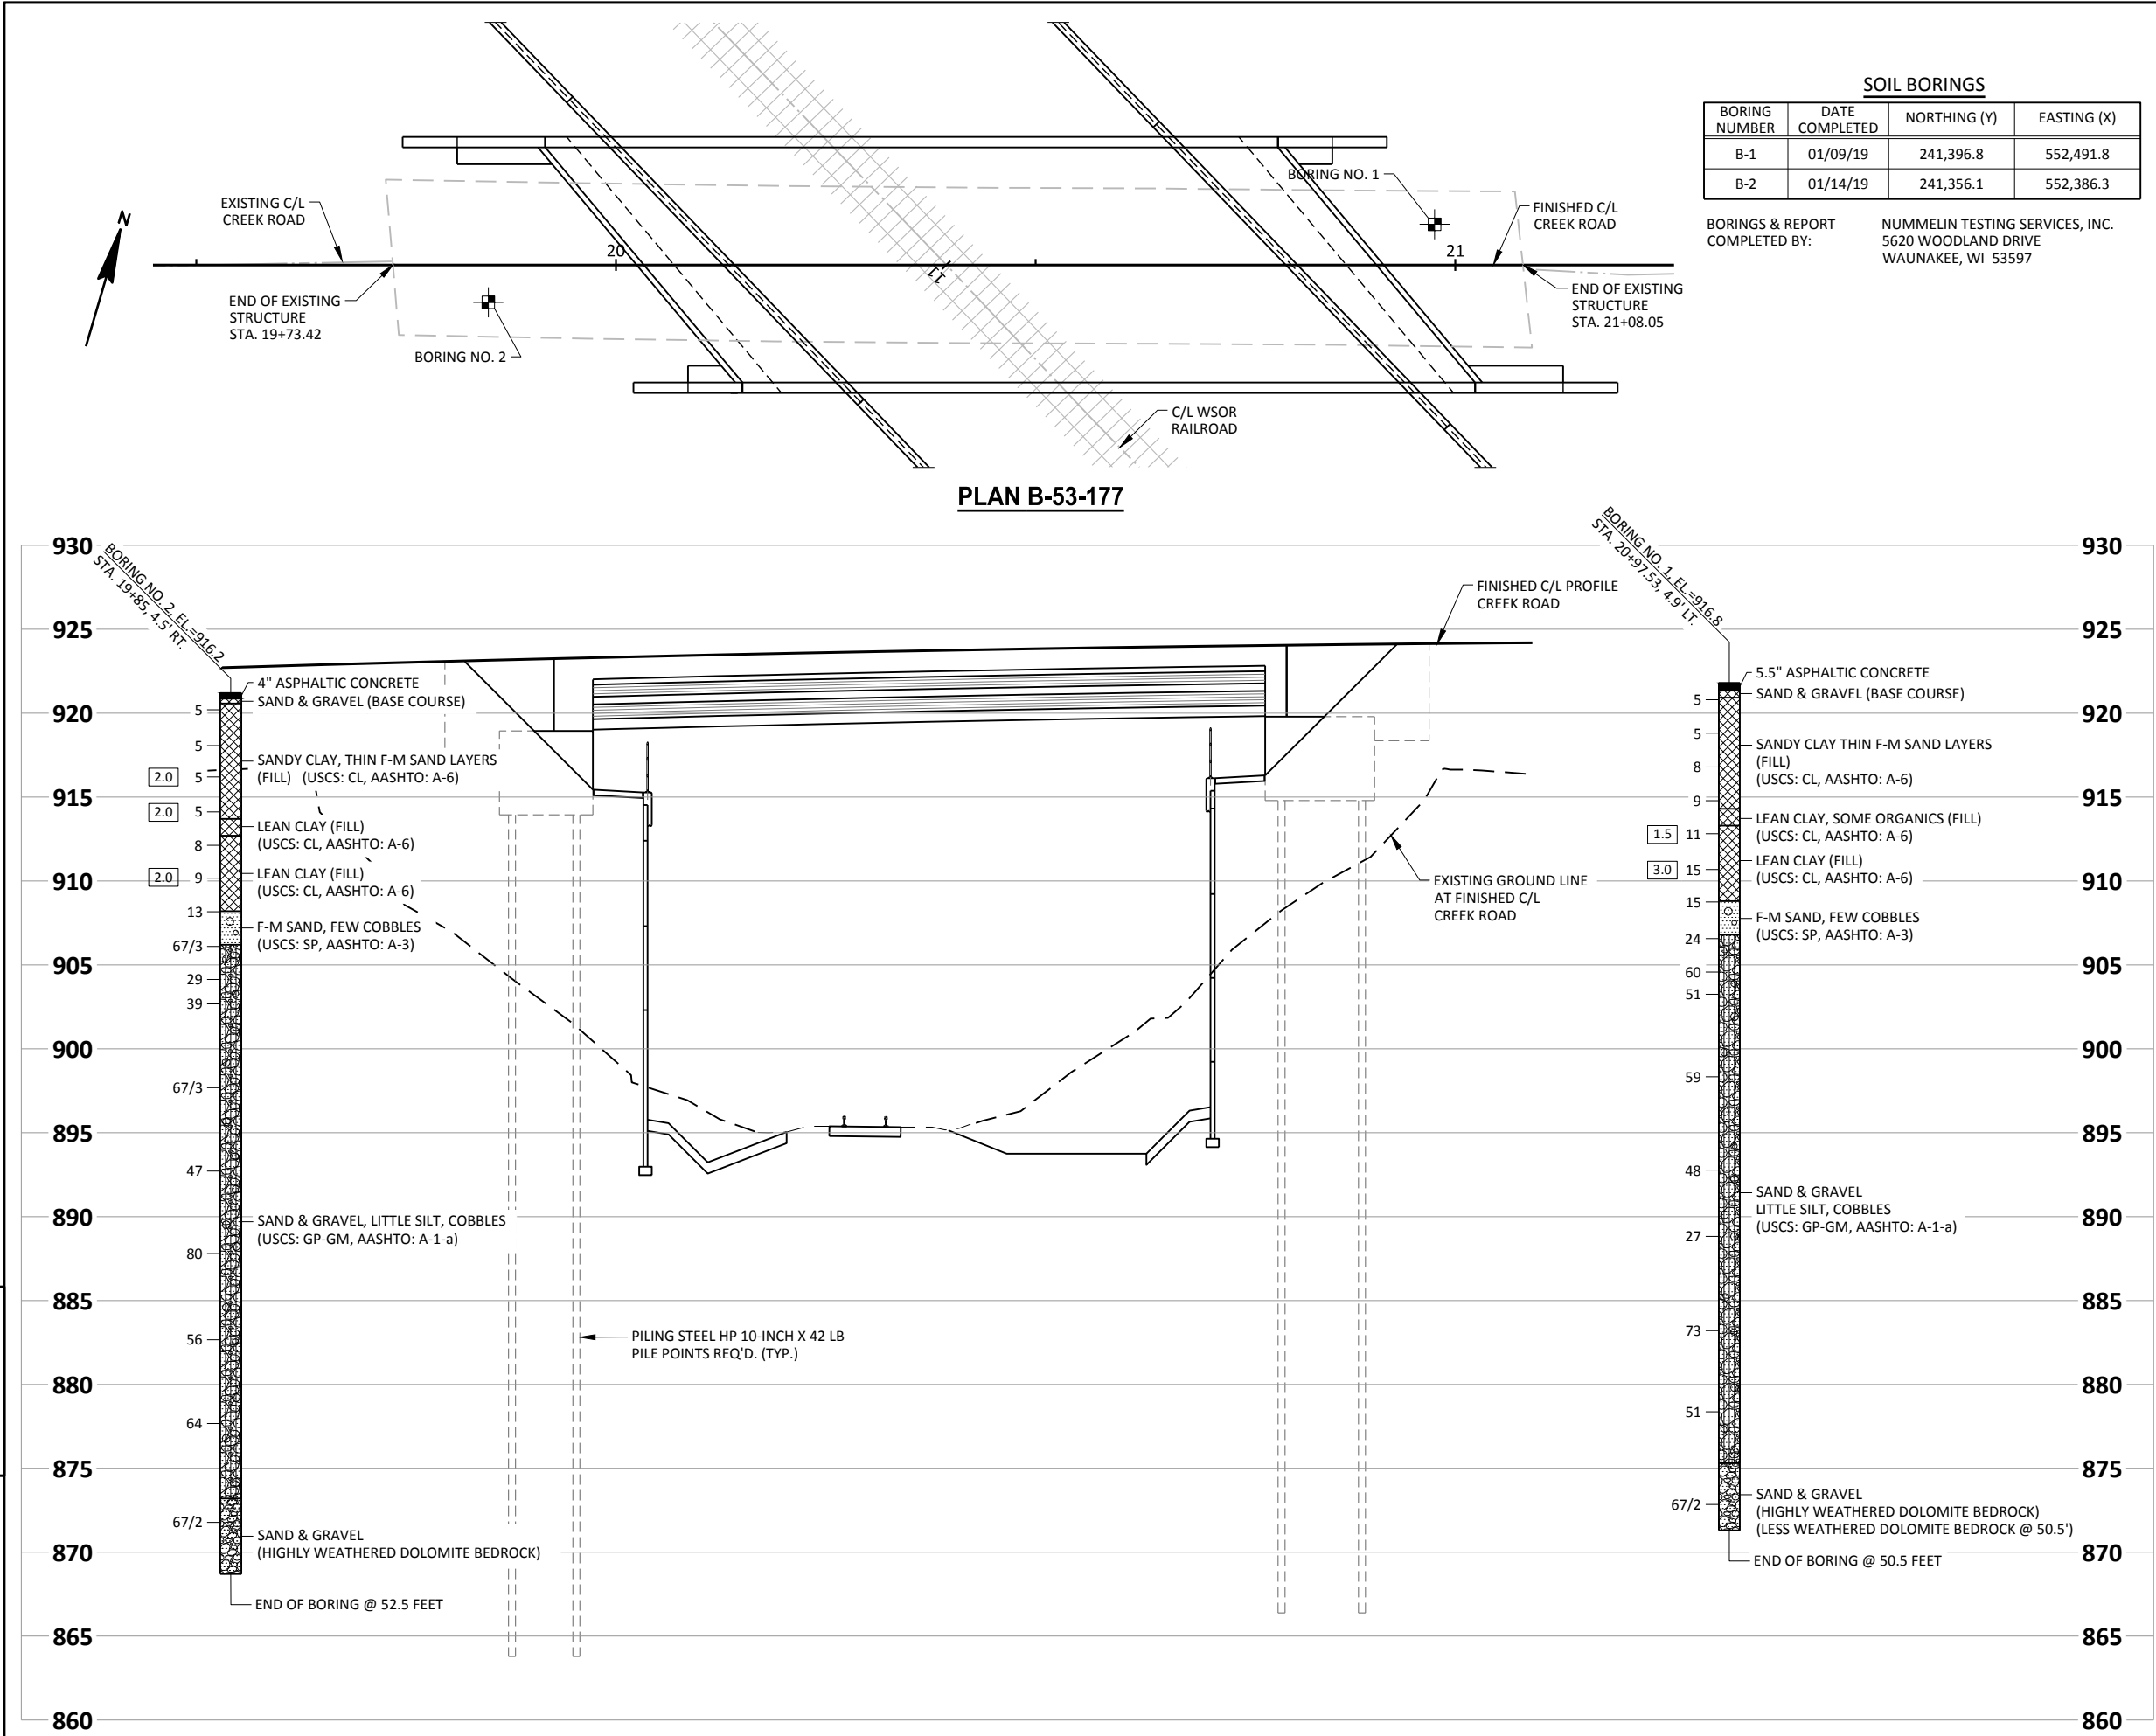 SOIL BORINGS
BORING NUMBER DATE COMPLETED NORTHING (Y) EASTING (X)
B-1 01/09/19 241,396.8 552,491.8
B-2 01/14/19 241,356.1 552,386.3
BORINGS & REPORT
COMPLETED BY:
NUMMELIN TESTING SERVICES, INC.
5620 WOODLAND DRIVE
WAUNAKEE, WI 53597
N
EXISTING C/L
CREEK ROAD
END OF EXISTING
STRUCTURE
STA. 19+73.42
BORING NO. 2
20
11
BORING NO. 1
21
FINISHED C/L
CREEK ROAD
END OF EXISTING
STRUCTURE
STA. 21+08.05
C/L WSOR
RAILROAD
PLAN B-53-177
930
925
920
915
910
905
900
895
890
885
880
875
870
865
860
BORING NO. 2, EL.=916.2
STA. 19+85, 4.5' RT.
4" ASPHALTIC CONCRETE
SAND & GRAVEL (BASE COURSE)
SANDY CLAY, THIN F-M SAND LAYERS
(FILL) (USCS: CL, AASHTO: A-6)
LEAN CLAY (FILL)
(USCS: CL, AASHTO: A-6)
LEAN CLAY (FILL)
(USCS: CL, AASHTO: A-6)
F-M SAND, FEW COBBLES
(USCS: SP, AASHTO: A-3)
SAND & GRAVEL, LITTLE SILT, COBBLES
(USCS: GP-GM, AASHTO: A-1-a)
SAND & GRAVEL
(HIGHLY WEATHERED DOLOMITE BEDROCK)
END OF BORING @ 52.5 FEET
5
5
2.0 5
2.0 5
8
2.0 9
13
67/3
29
39
67/3
47
80
56
64
67/2
PILING STEEL HP 10-INCH X 42 LB
PILE POINTS REQ'D. (TYP.)
FINISHED C/L PROFILE
CREEK ROAD
EXISTING GROUND LINE
AT FINISHED C/L
CREEK ROAD
BORING NO. 1, EL.=916.8
STA. 20+97.53, 4.9' LT.
5
5
8
9
1.5 11
3.0 15
15
24
60
51
59
48
27
73
51
67/2
5.5" ASPHALTIC CONCRETE
SAND & GRAVEL (BASE COURSE)
SANDY CLAY THIN F-M SAND LAYERS
(FILL)
(USCS: CL, AASHTO: A-6)
LEAN CLAY, SOME ORGANICS (FILL)
(USCS: CL, AASHTO: A-6)
LEAN CLAY (FILL)
(USCS: CL, AASHTO: A-6)
F-M SAND, FEW COBBLES
(USCS: SP, AASHTO: A-3)
SAND & GRAVEL
LITTLE SILT, COBBLES
(USCS: GP-GM, AASHTO: A-1-a)
SAND & GRAVEL
(HIGHLY WEATHERED DOLOMITE BEDROCK)
(LESS WEATHERED DOLOMITE BEDROCK @ 50.5')
END OF BORING @ 50.5 FEET
930
925
920
915
910
905
900
895
890
885
880
875
870
865
860